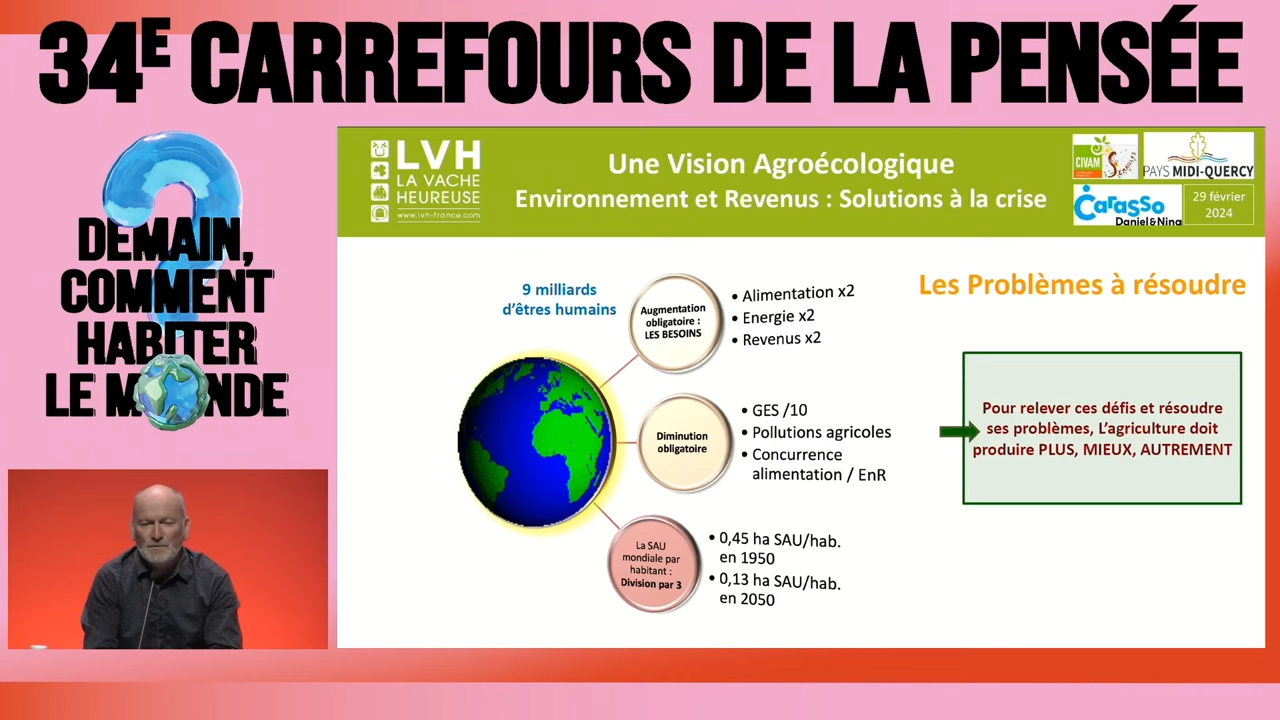 34E CARREFOURS DE LA PENSÉE
DEMAIN,
COMMENT
HABITER
LE MONDE
LVH
LA VACHE
HEUREUSE
www.lvh-france.com
Une Vision Agroécologique
Environnement et Revenus : Solutions à la crise
CIVAM
SEMAILLES
PAYS MIDI-QUERCY
Carasso
Daniel&Nina
29 février
2024
Les Problèmes à résoudre
9 milliards
d'êtres humains
Augmentation
obligatoire :
LES BESOINS
• Alimentation x2
• Energie x2
• Revenus x2
Diminution
obligatoire
• GES /10
• Pollutions agricoles
• Concurrence
alimentation / EnR
La SAU
mondiale par
habitant :
Division par 3
• 0,45 ha SAU/hab.
en 1950
• 0,13 ha SAU/hab.
en 2050
Pour relever ces défis et résoudre
ses problèmes, L'agriculture doit
produire PLUS, MIEUX, AUTREMENT